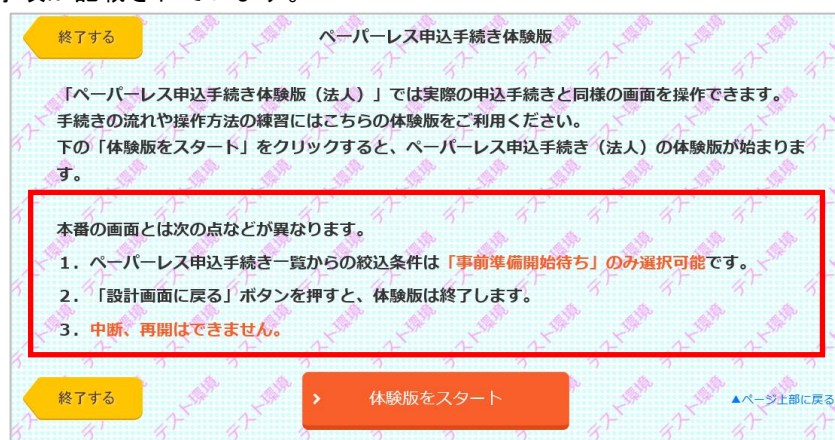 終了する
ペーパーレス申込手続き体験版
「ペーパーレス申込手続き体験版（法人）」では実際の申込手続きと同様の画面を操作できます。
手続きの流れや操作方法の練習にはこちらの体験版をご利用ください。
下の「体験版をスタート」をクリックすると、ペーパーレス申込手続き（法人）の体験版が始まりま
す。
本番の画面とは次の点などが異なります。
1．ペーパーレス申込手続き一覧からの絞込条件は「事前準備開始待ち」のみ選択可能です。
2．「設計画面に戻る」ボタンを押すと、体験版は終了します。
3．中断、再開はできません。
終了する
体験版をスタート
▲ページ上部に戻る
テスト環境